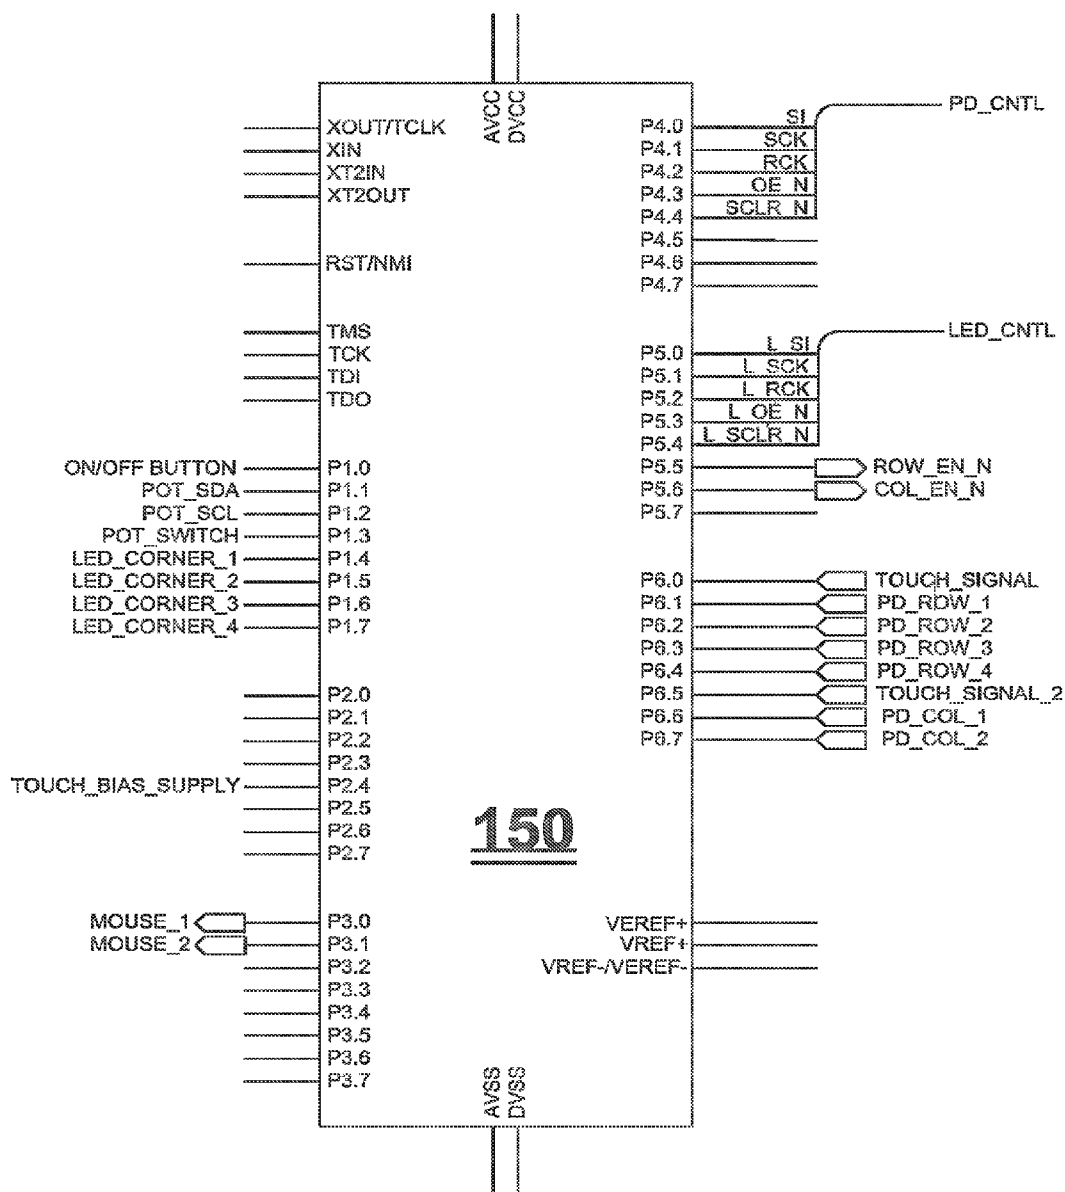 AVCC
DVCC
XOUT/TCLK
XIN
XT2IN
XT2OUT
RST/NMI
TMS
TCK
TDI
TDO
ON/OFF BUTTON P1.0
POT_SDA P1.1
POT_SCL P1.2
POT_SWITCH P1.3
LED_CORNER_1 P1.4
LED_CORNER_2 P1.5
LED_CORNER_3 P1.6
LED_CORNER_4 P1.7
P2.0
P2.1
P2.2
P2.3
TOUCH_BIAS_SUPPLY P2.4
P2.5
P2.6
P2.7
MOUSE_1 P3.0
MOUSE_2 P3.1
P3.2
P3.3
P3.4
P3.5
P3.6
P3.7
150
PD_CNTL
P4.0 SI
P4.1 SCK
P4.2 RCK
P4.3 OE_N
P4.4 SCLR_N
P4.5
P4.6
P4.7
LED_CNTL
P5.0 L_SI
P5.1 L_SCK
P5.2 L_RCK
P5.3 L_OE_N
P5.4 L_SCLR_N
P5.5 ROW_EN_N
P5.6 COL_EN_N
P5.7
P6.0 TOUCH_SIGNAL
P6.1 PD_ROW_1
P6.2 PD_ROW_2
P6.3 PD_ROW_3
P6.4 PD_ROW_4
P6.5 TOUCH_SIGNAL_2
P6.6 PD_COL_1
P6.7 PD_COL_2
VEREF+
VREF+
VREF-/VEREF-
AVSS
DVSS